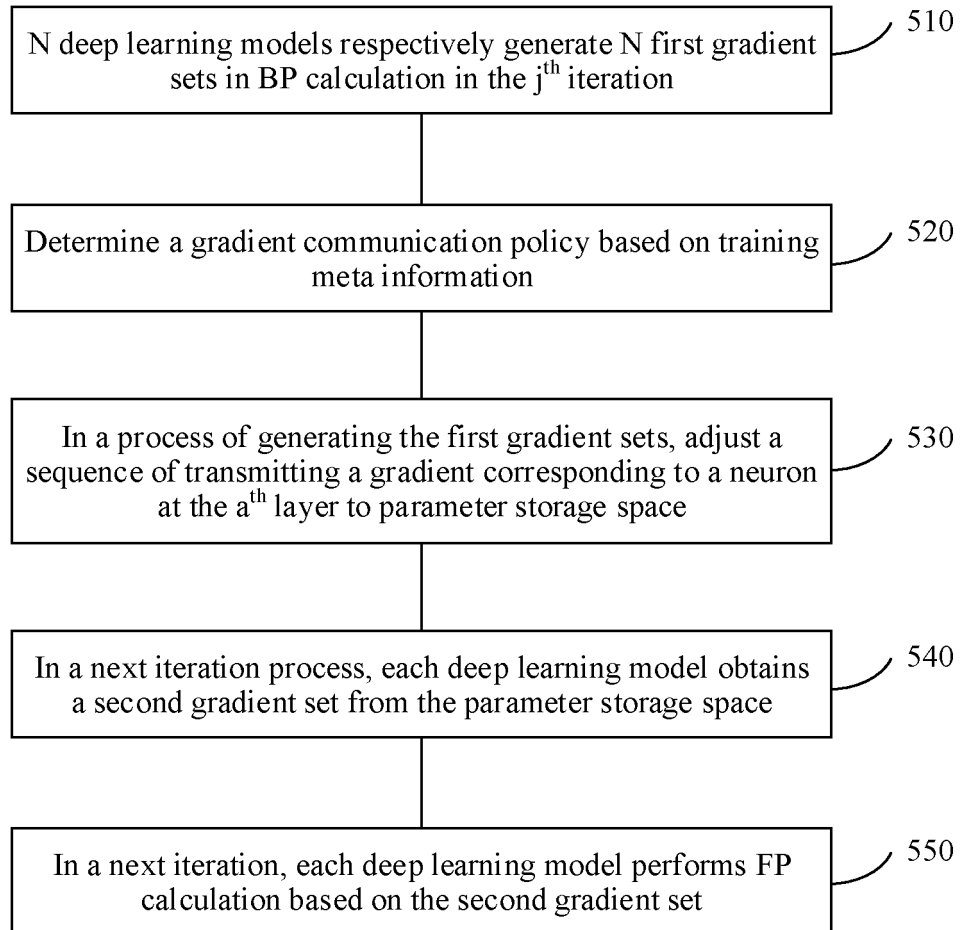 N deep learning models respectively generate N first gradient
sets in BP calculation in the jth iteration
510
Determine a gradient communication policy based on training
meta information
520
In a process of generating the first gradient sets, adjust a
sequence of transmitting a gradient corresponding to a neuron
at the ath layer to parameter storage space
530
In a next iteration process, each deep learning model obtains
a second gradient set from the parameter storage space
540
In a next iteration, each deep learning model performs FP
calculation based on the second gradient set
550